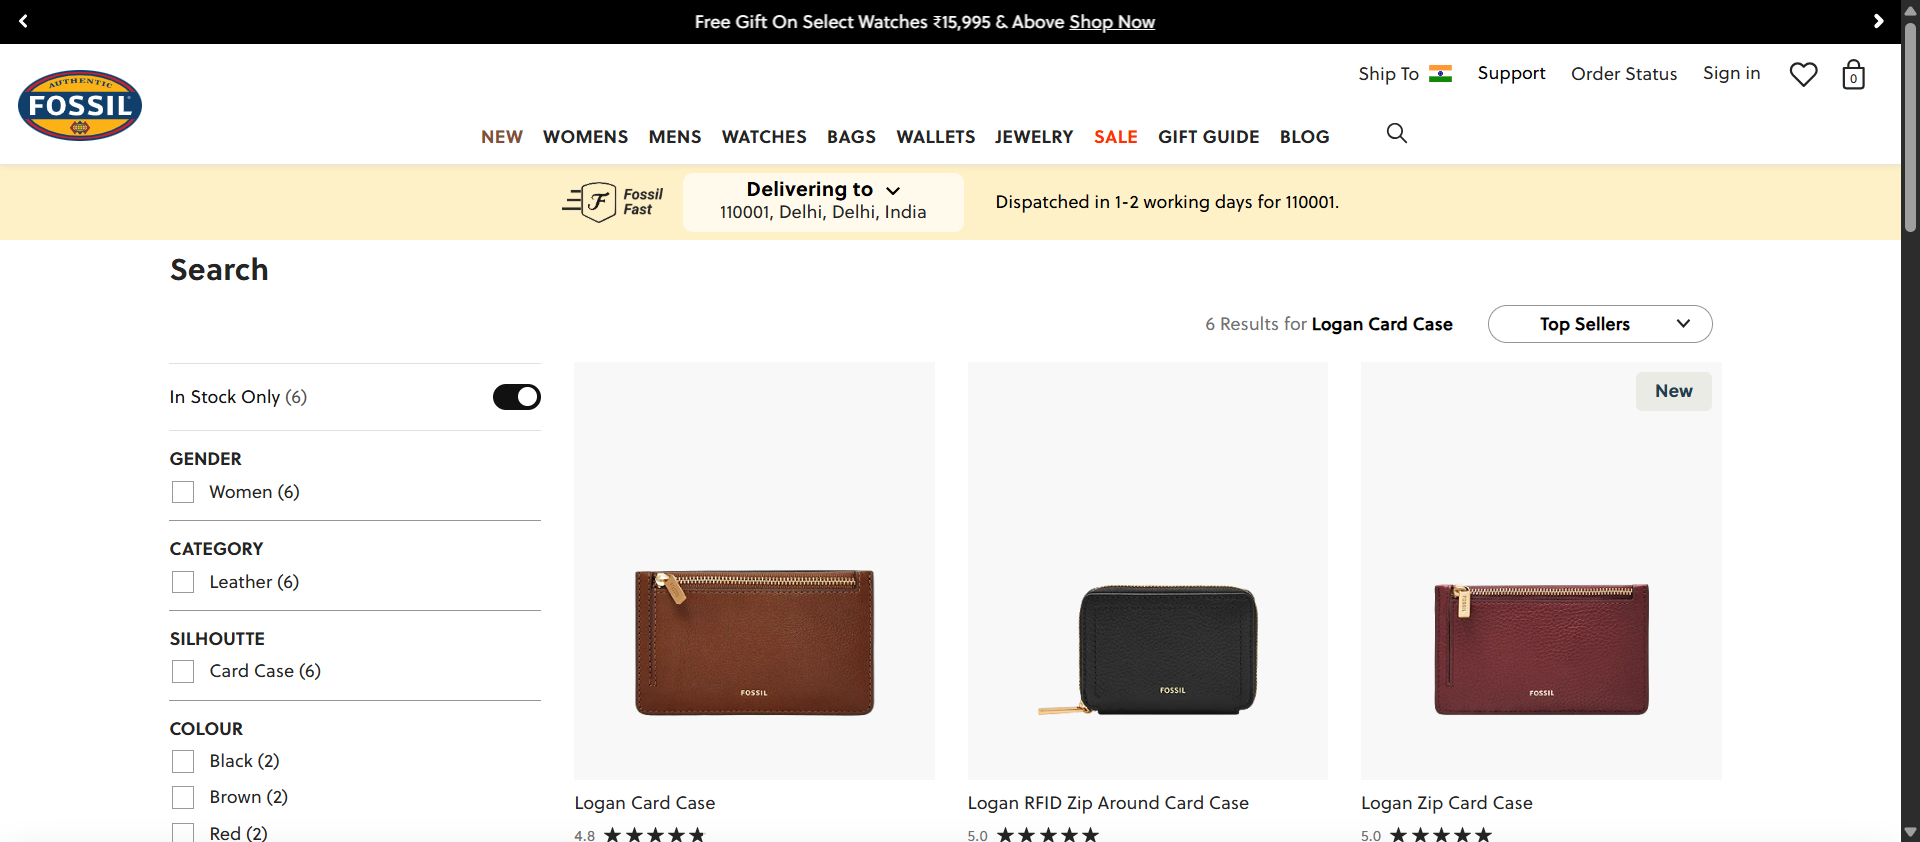 Free Gift On Select Watches ₹15,995 & Above Shop Now
AUTHENTIC
FOSSIL
Ship To
Support
Order Status
Sign in
0
NEW
WOMENS
MENS
WATCHES
BAGS
WALLETS
JEWELRY
SALE
GIFT GUIDE
BLOG
Fossil
Fast
Delivering to
110001, Delhi, Delhi, India
Dispatched in 1-2 working days for 110001.
Search
6 Results for Logan Card Case
Top Sellers
In Stock Only (6)
GENDER
Women (6)
CATEGORY
Leather (6)
SILHOUTTE
Card Case (6)
COLOUR
Black (2)
Brown (2)
Red (2)
FOSSIL
Logan Card Case
4.8
FOSSIL
Logan RFID Zip Around Card Case
5.0
New
FOSSIL
Logan Zip Card Case
5.0